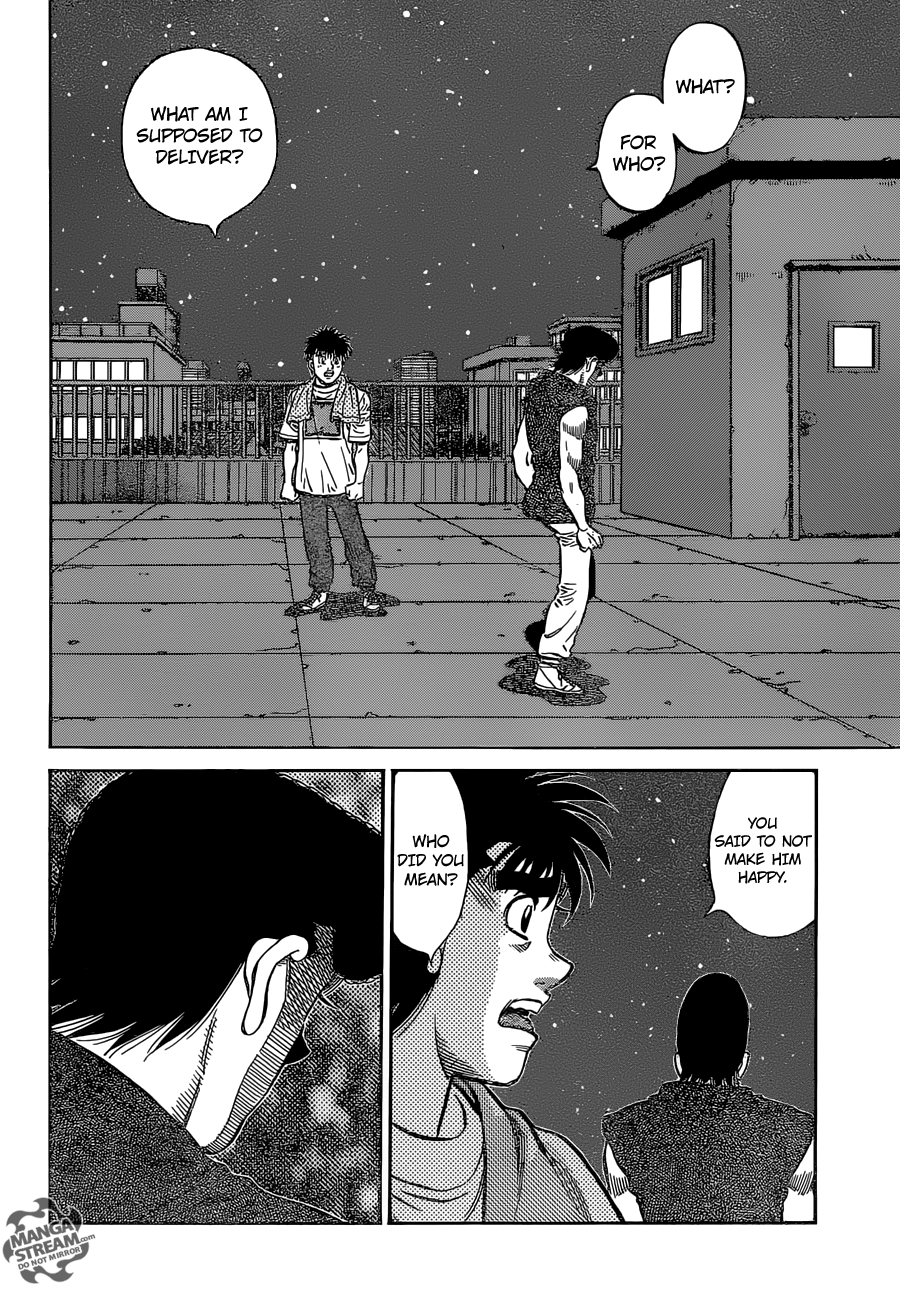 WHAT?
FOR
WHO?
WHAT AM I
SUPPOSED TO
DELIVER?
YOU
SAID TO NOT
MAKE HIM
HAPPY.
WHO
DID YOU
MEAN?
MANGA
STREAM.com
DO NOT MIRROR